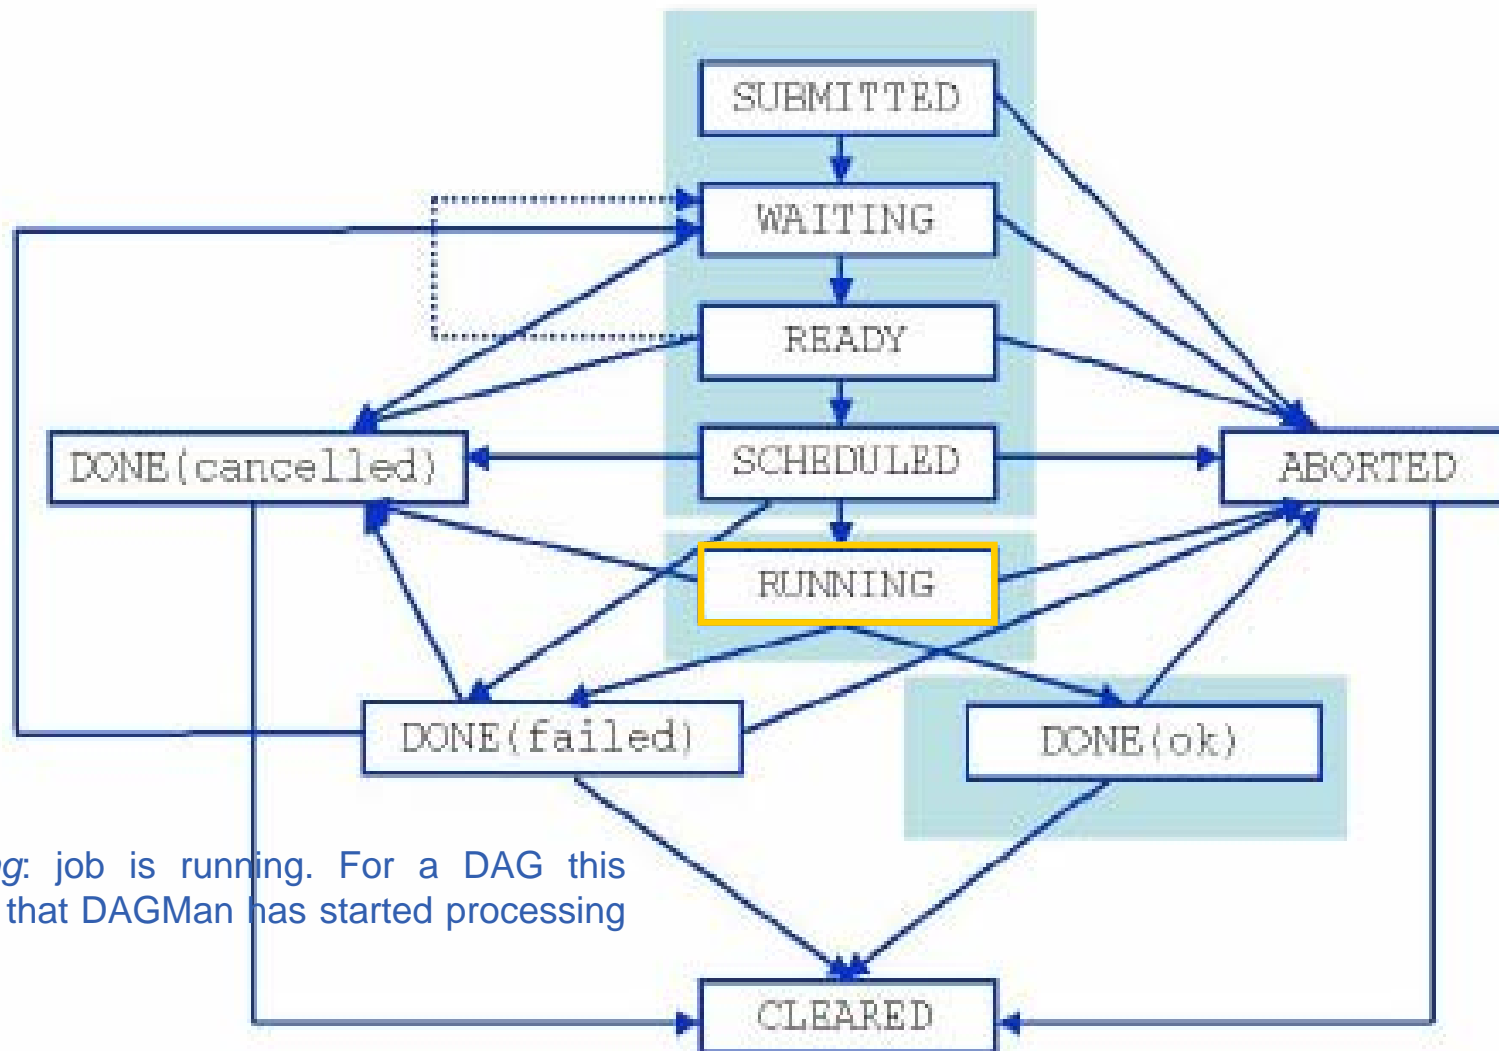 SUBMITTED
WAITING
READY
DONE(cancelled)
SCHEDULED
ABORTED
RUNNING
DONE(failed)
DONE(ok)
: job is running. For a DAG this
that DAGMan has started processing
CLEARED